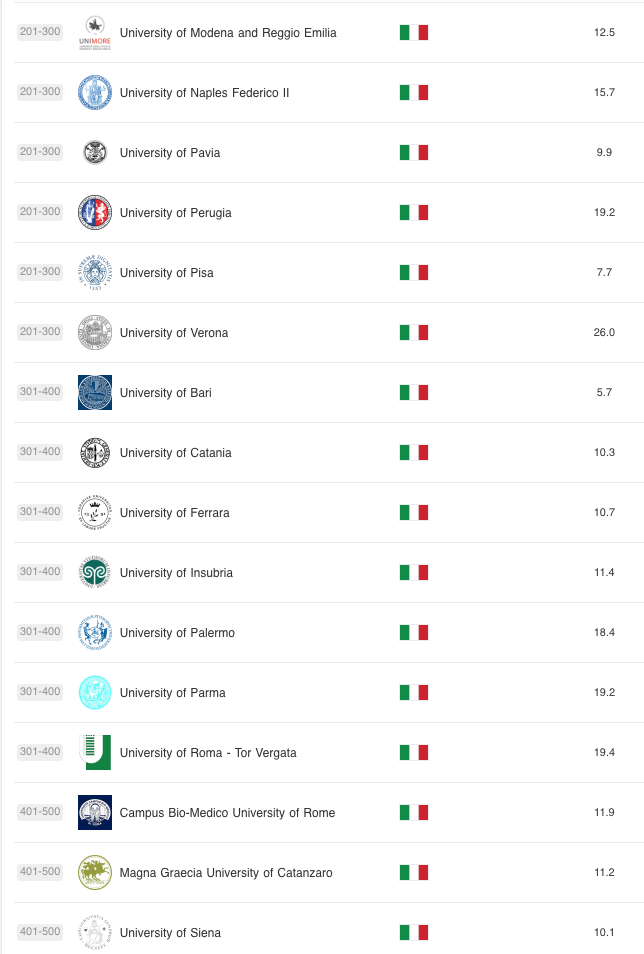 201-300 UNIMORE University of Modena and Reggio Emilia 12.5
201-300 University of Naples Federico II 15.7
201-300 University of Pavia 9.9
201-300 University of Perugia 19.2
201-300 University of Pisa 7.7
201-300 University of Verona 26.0
301-400 University of Bari 5.7
301-400 University of Catania 10.3
301-400 University of Ferrara 10.7
301-400 University of Insubria 11.4
301-400 University of Palermo 18.4
301-400 University of Parma 19.2
301-400 University of Roma - Tor Vergata 19.4
401-500 Campus Bio-Medico University of Rome 11.9
401-500 Magna Graecia University of Catanzaro 11.2
401-500 University of Siena 10.1